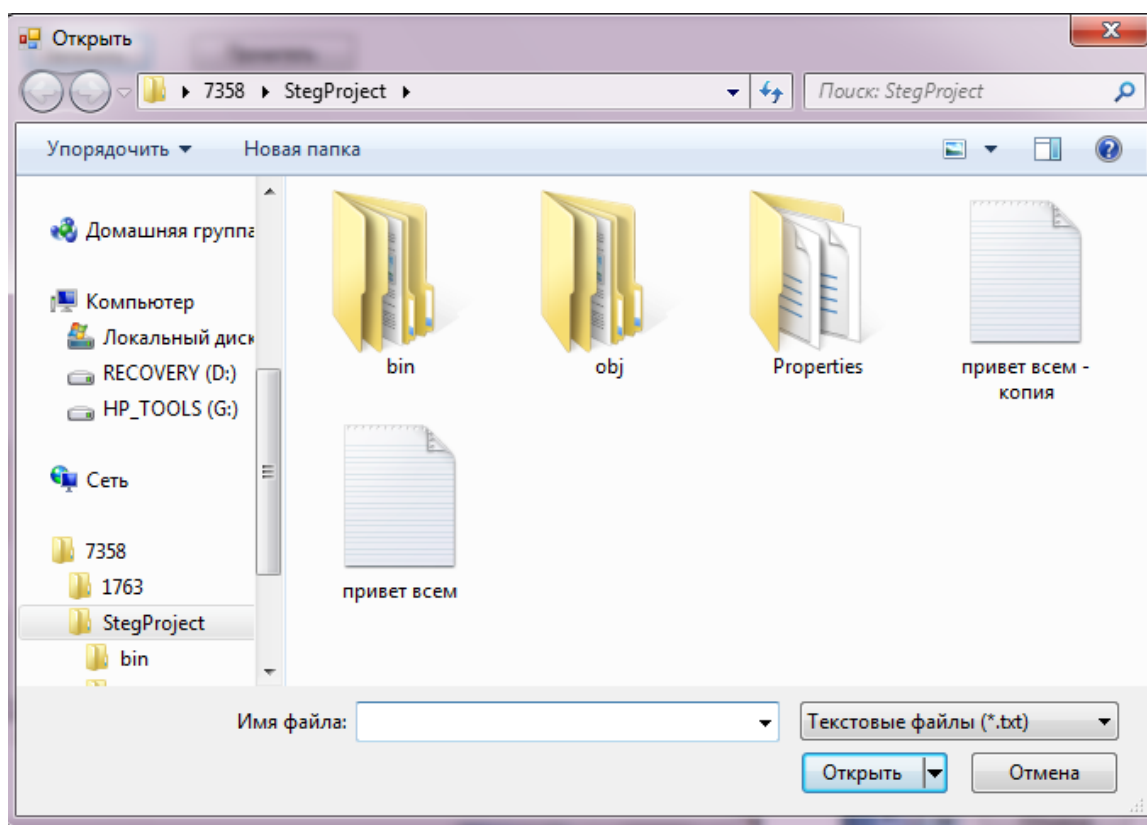 Открыть
7358 StegProject
Поиск: StegProject
Упорядочить Новая папка
Домашняя группа
Компьютер
Локальный диск
RECOVERY (D:)
HP_TOOLS (G:)
Сеть
7358
1763
StegProject
bin
bin
obj
Properties
привет всем -
копия
привет всем
Имя файла:
Текстовые файлы (*.txt)
Открыть
Отмена